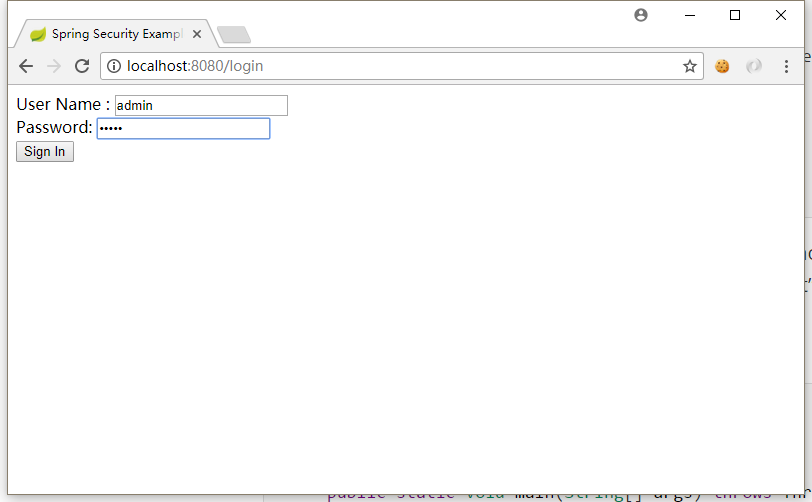 Spring Security Exampl
localhost:8080/login
User Name : admin
Password: •••••
Sign In
public static void main(String[] args) throws Thr